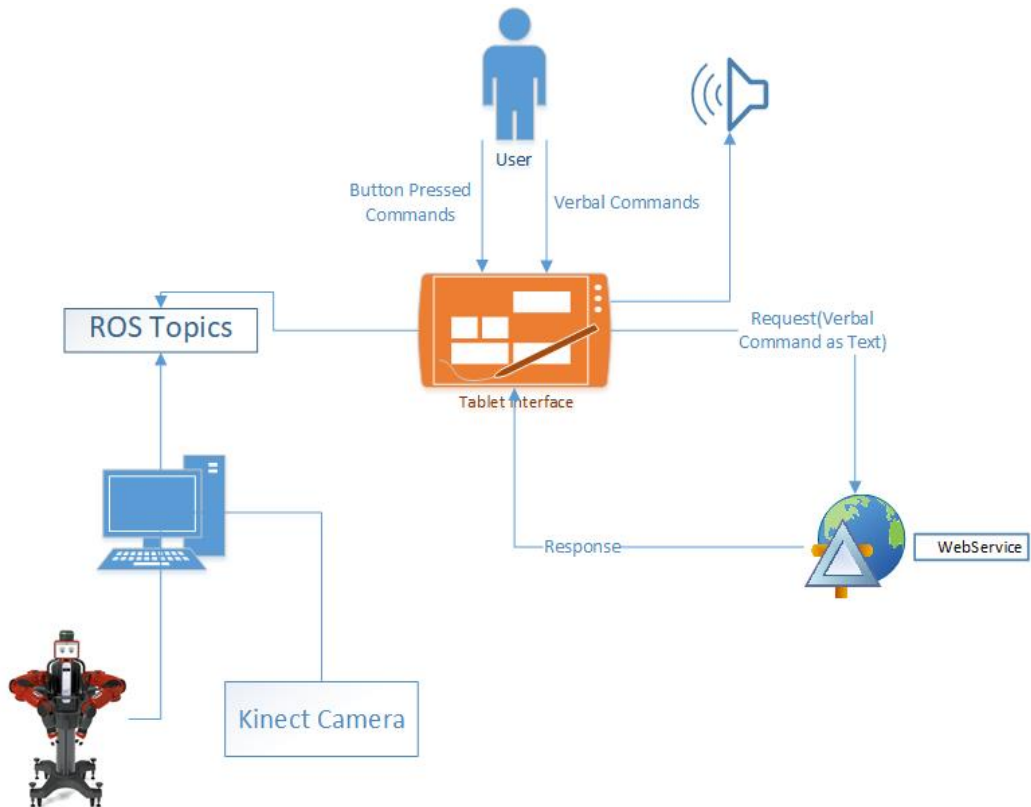 User
Button Pressed
Commands
Verbal Commands
ROS Topics
Request(Verbal
Command as Text)
Tablet Interface
Response
WebService
Kinect Camera